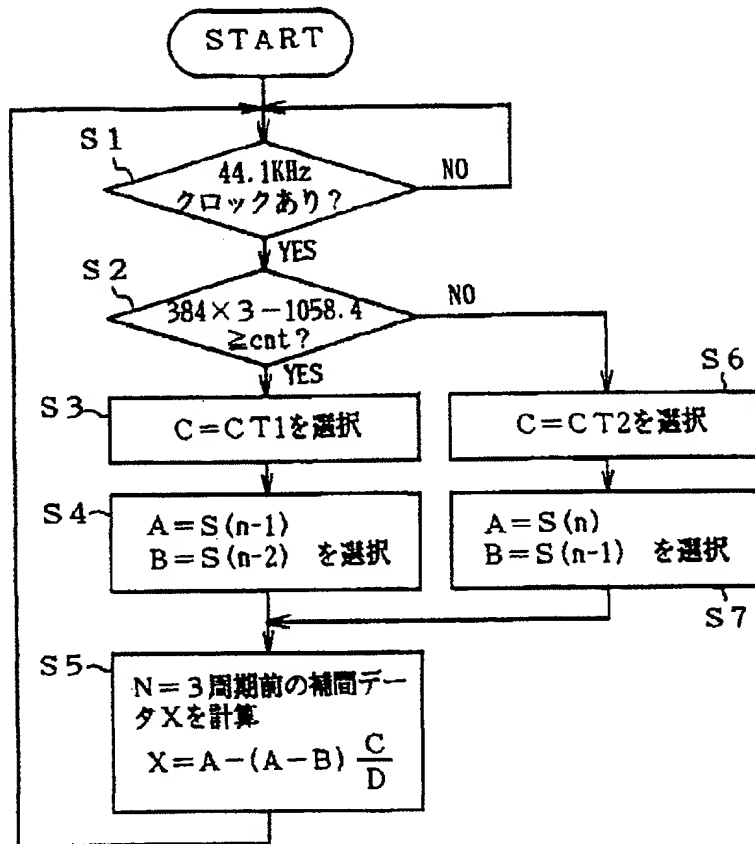 START
S1
44.1KHz
クロックあり?
NO
YES
S2
384×3-1058.4
≧cnt?
NO
YES
S3
C=CT1を選択
S6
C=CT2を選択
S4
A=S(n-1)
B=S(n-2) を選択
A=S(n)
B=S(n-1) を選択
S7
S5
N=3周期前の補間デー
タXを計算
X=A-(A-B) C/D